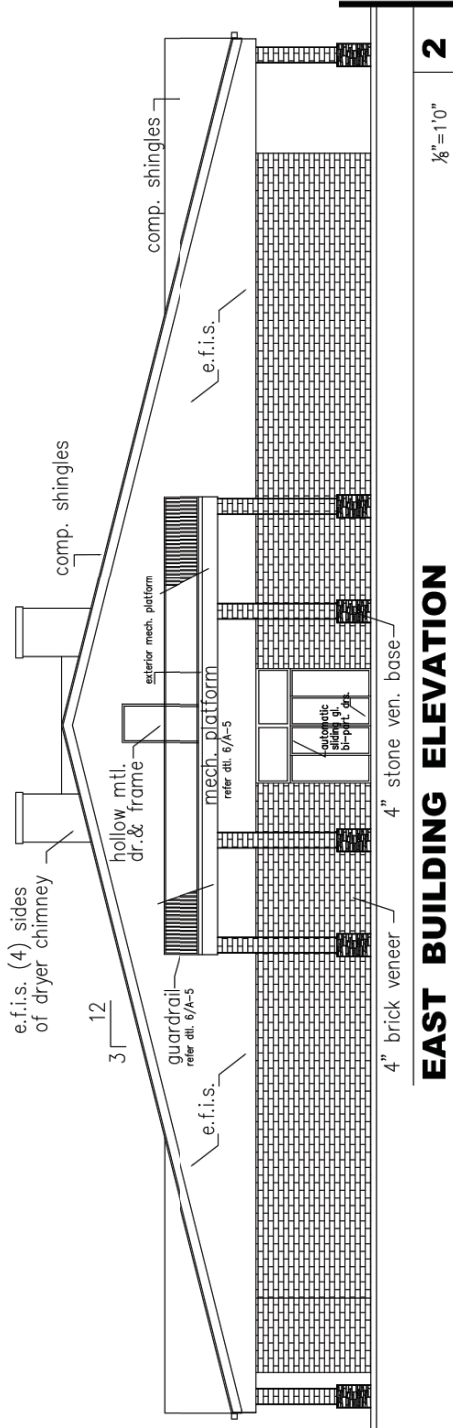 e.f.i.s. (4) sides
of dryer chimney
comp. shingles
comp. shingles
12
3
hollow mtl.
dr.& frame
exterior mech. platform
guardrail
refer dtl. 6/A-5
mech. platform
refer dtl. 6/A-5
e.f.i.s.
e.f.i.s.
automatic
sliding gl.
bi-part. drs.
4" brick veneer
4" stone ven. base
EAST BUILDING ELEVATION
⅛"=1'0"
2